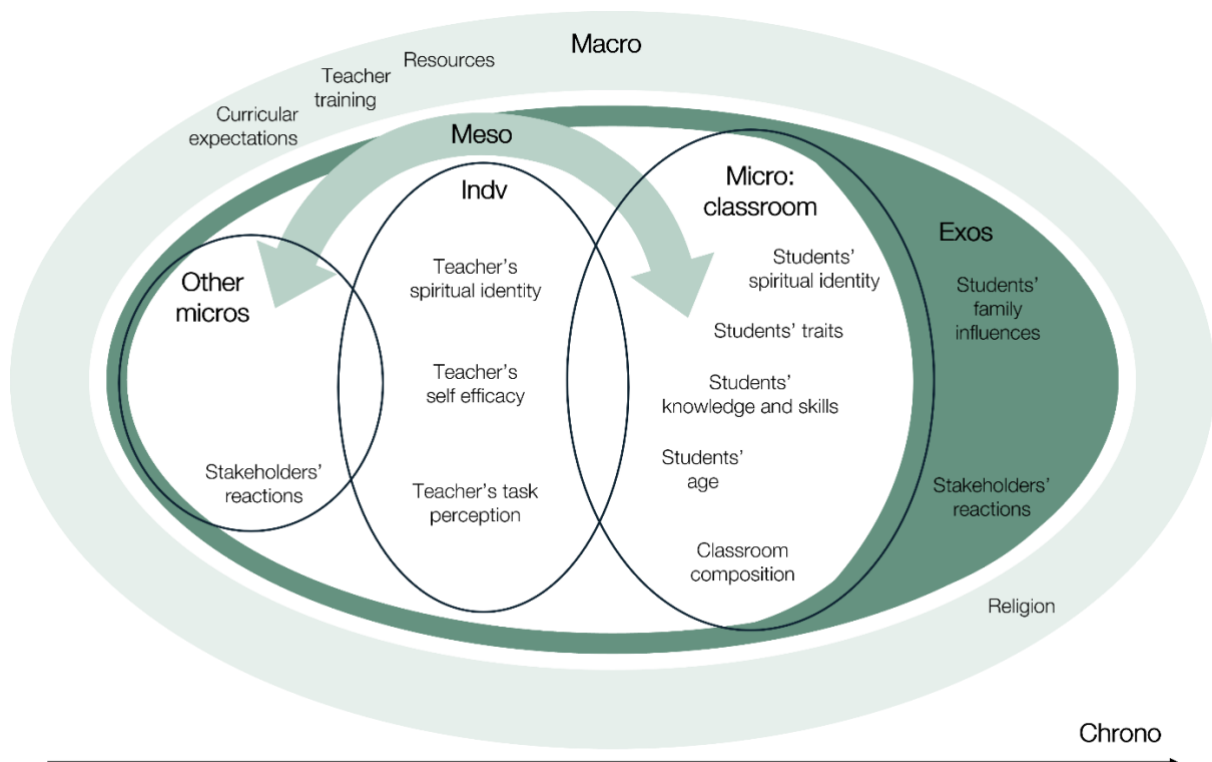 Macro
Resources
Teacher
training
Curricular
expectations
Meso
Indv
Teacher's
spiritual identity
Teacher's
self efficacy
Teacher's task
perception
Other
micros
Stakeholders'
reactions
Micro:
classroom
Students'
spiritual identity
Students' traits
Students'
knowledge and skills
Students'
age
Classroom
composition
Exos
Students'
family
influences
Stakeholders'
reactions
Religion
Chrono